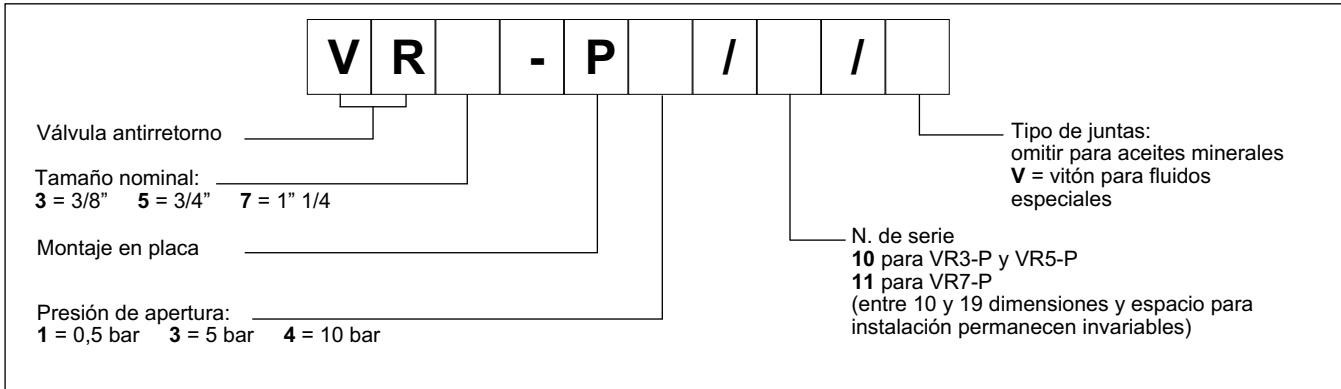 V R - P / /
Válvula antirretorno
Tamaño nominal:
3 = 3/8” 5 = 3/4” 7 = 1” 1/4
Montaje en placa
Presión de apertura:
1 = 0,5 bar 3 = 5 bar 4 = 10 bar
Tipo de juntas:
omitir para aceites minerales
V = vitón para fluidos
especiales
N. de serie
10 para VR3-P y VR5-P
11 para VR7-P
(entre 10 y 19 dimensiones y espacio para
instalación permanecen invariables)